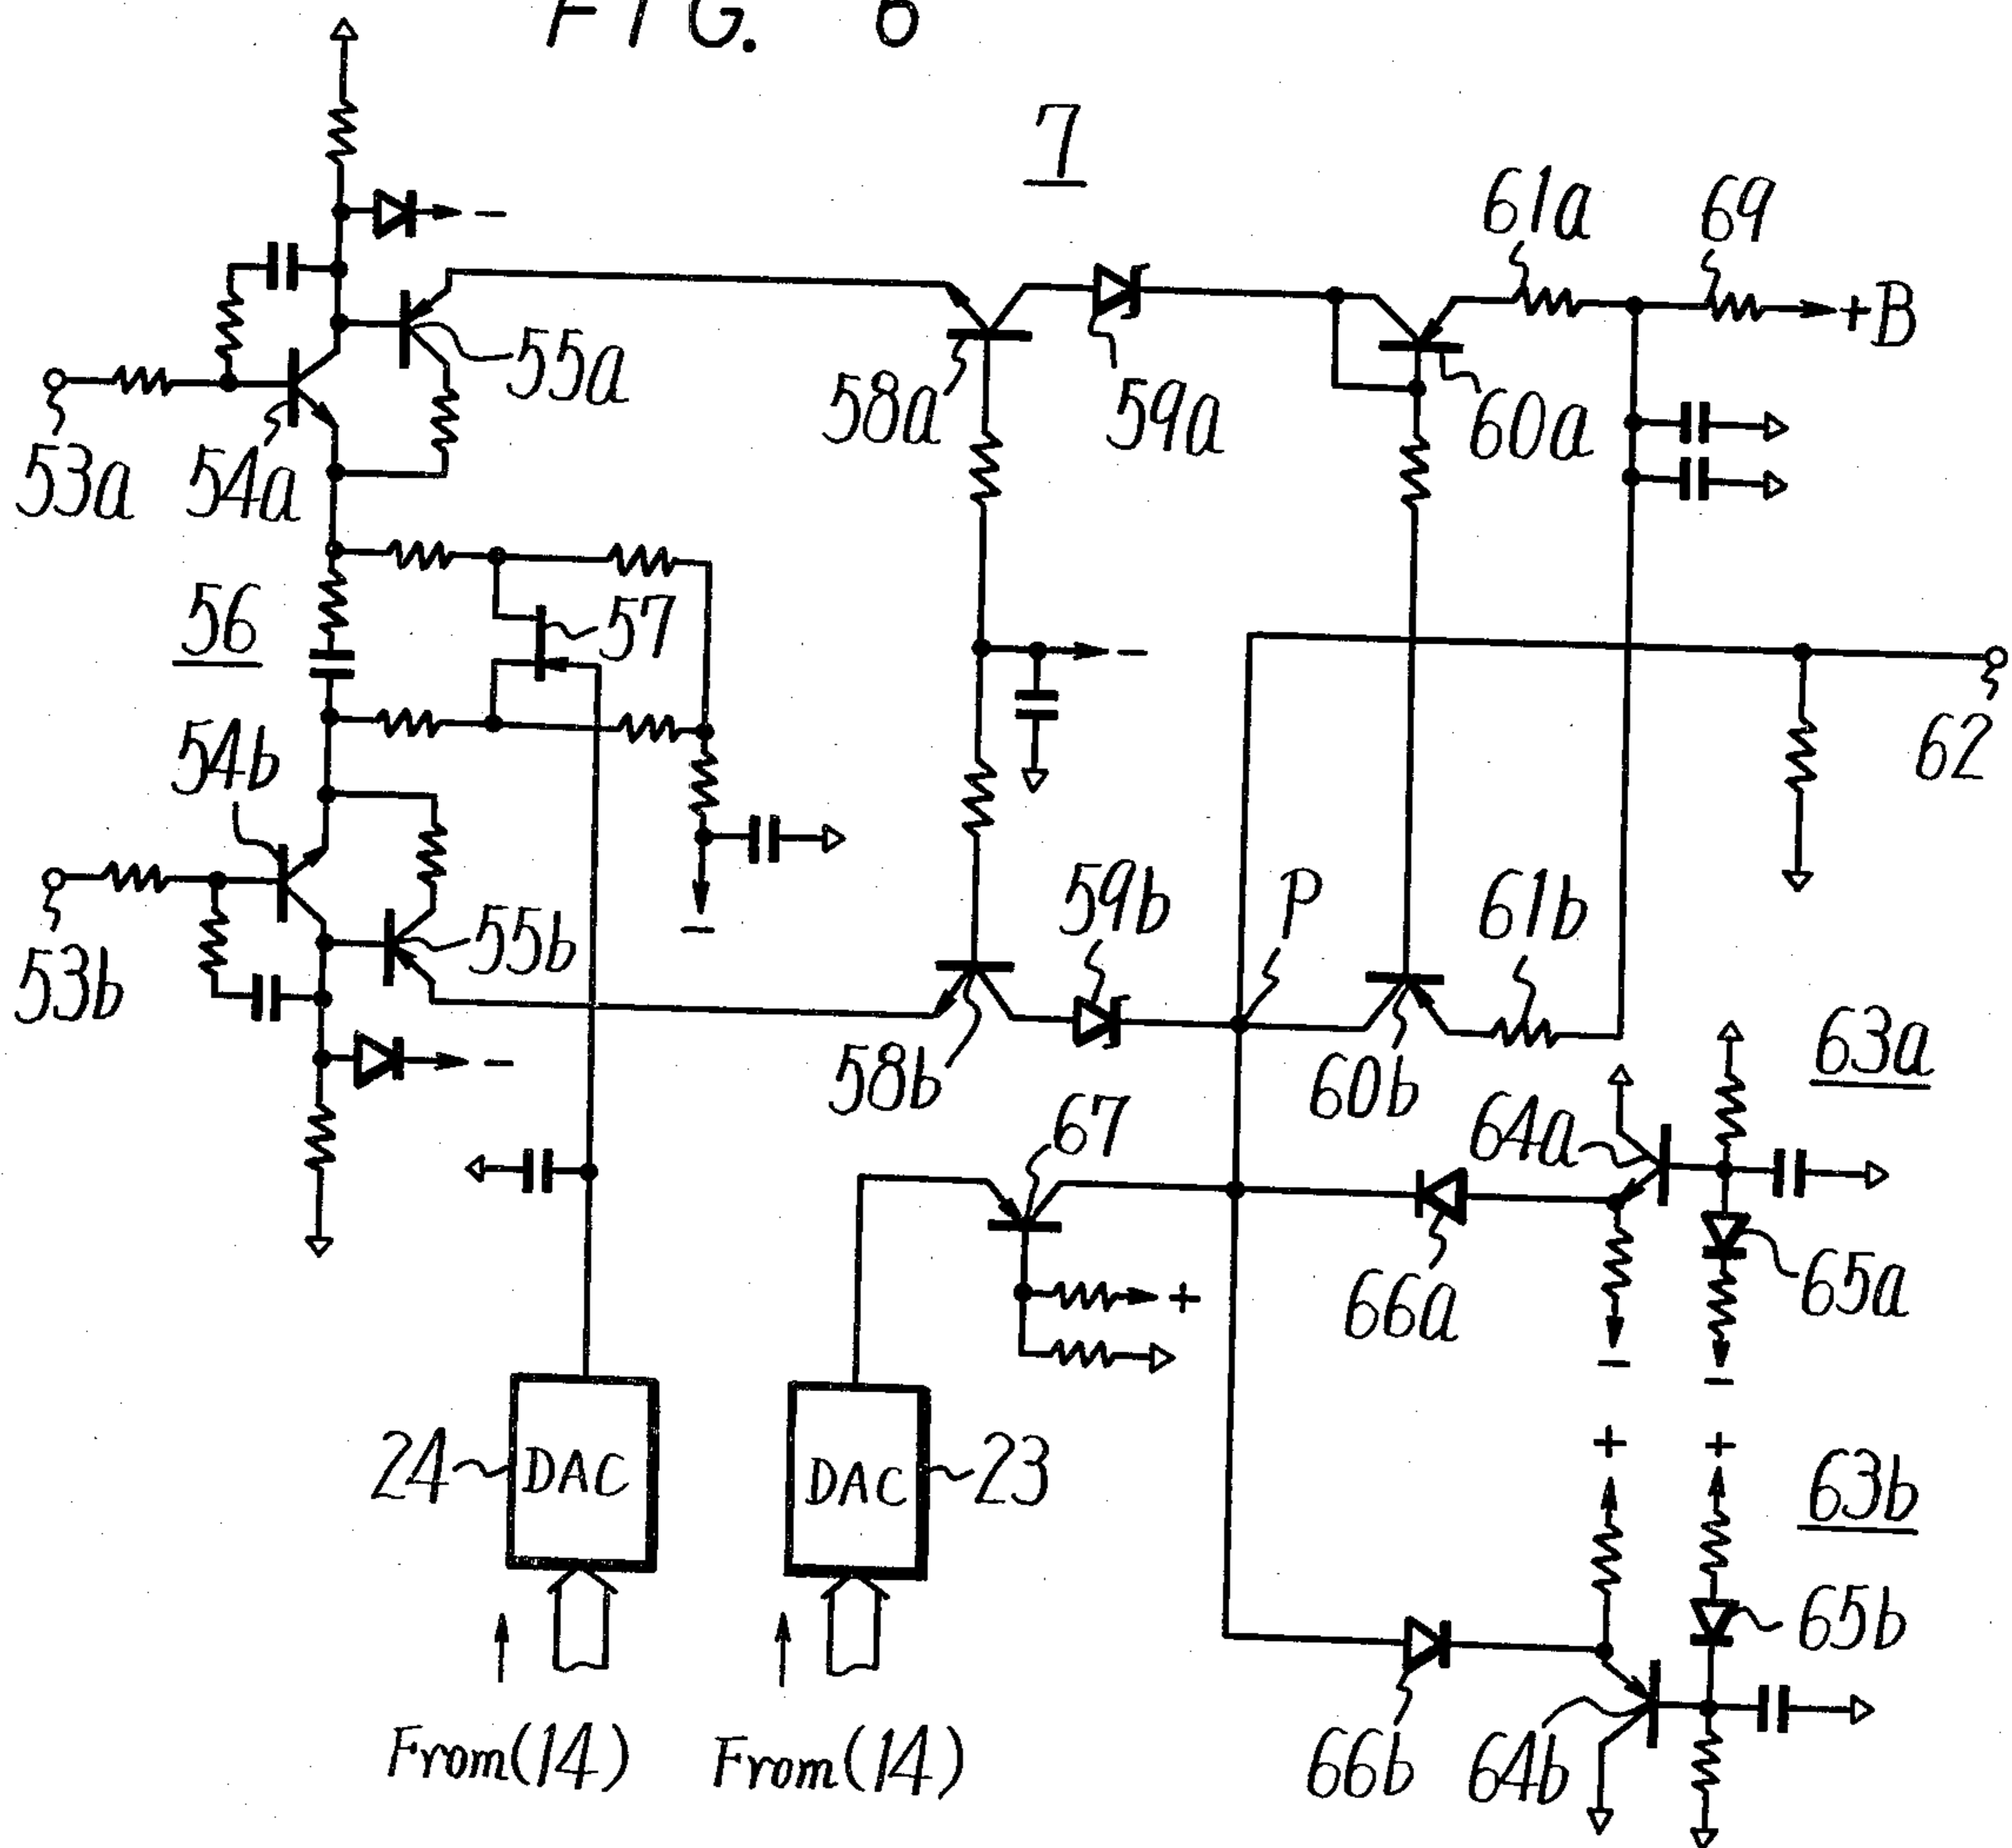 FIG. 6
7
61a
69
+B
55a
58a
59a
60a
53a
54a
56
57
62
54b
59b
P
61b
55b
53b
58b
60b
63a
67
64a
65a
66a
+
24
DAC
DAC
23
+
+
63b
65b
66b
64b
From(14)
From(14)